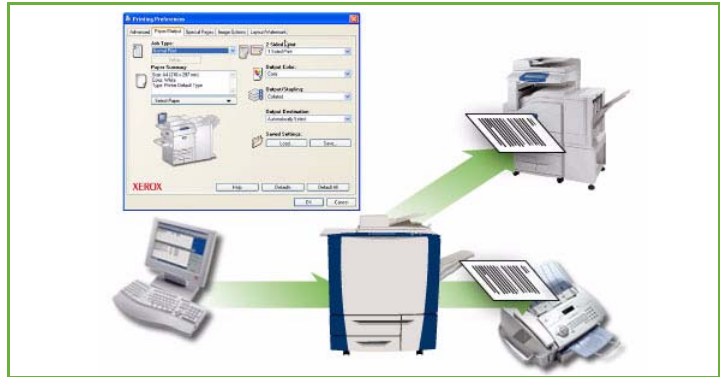 Printing Preferences
Advanced Paper/Output Special Pages Image Options Layout/Watermark
Job Type:
Normal Print
Paper Summary:
Size: A4 (210 x 297 mm)
Color: White
Type: Printer Default Type
Select Paper
2-Sided Print
1 Sided Print
Output Color:
Color
Output/Stapling:
Collated
Output Destination:
Automatically Select
Saved Settings:
Load... Save...
XEROX
Help Defaults Default All
OK Cancel